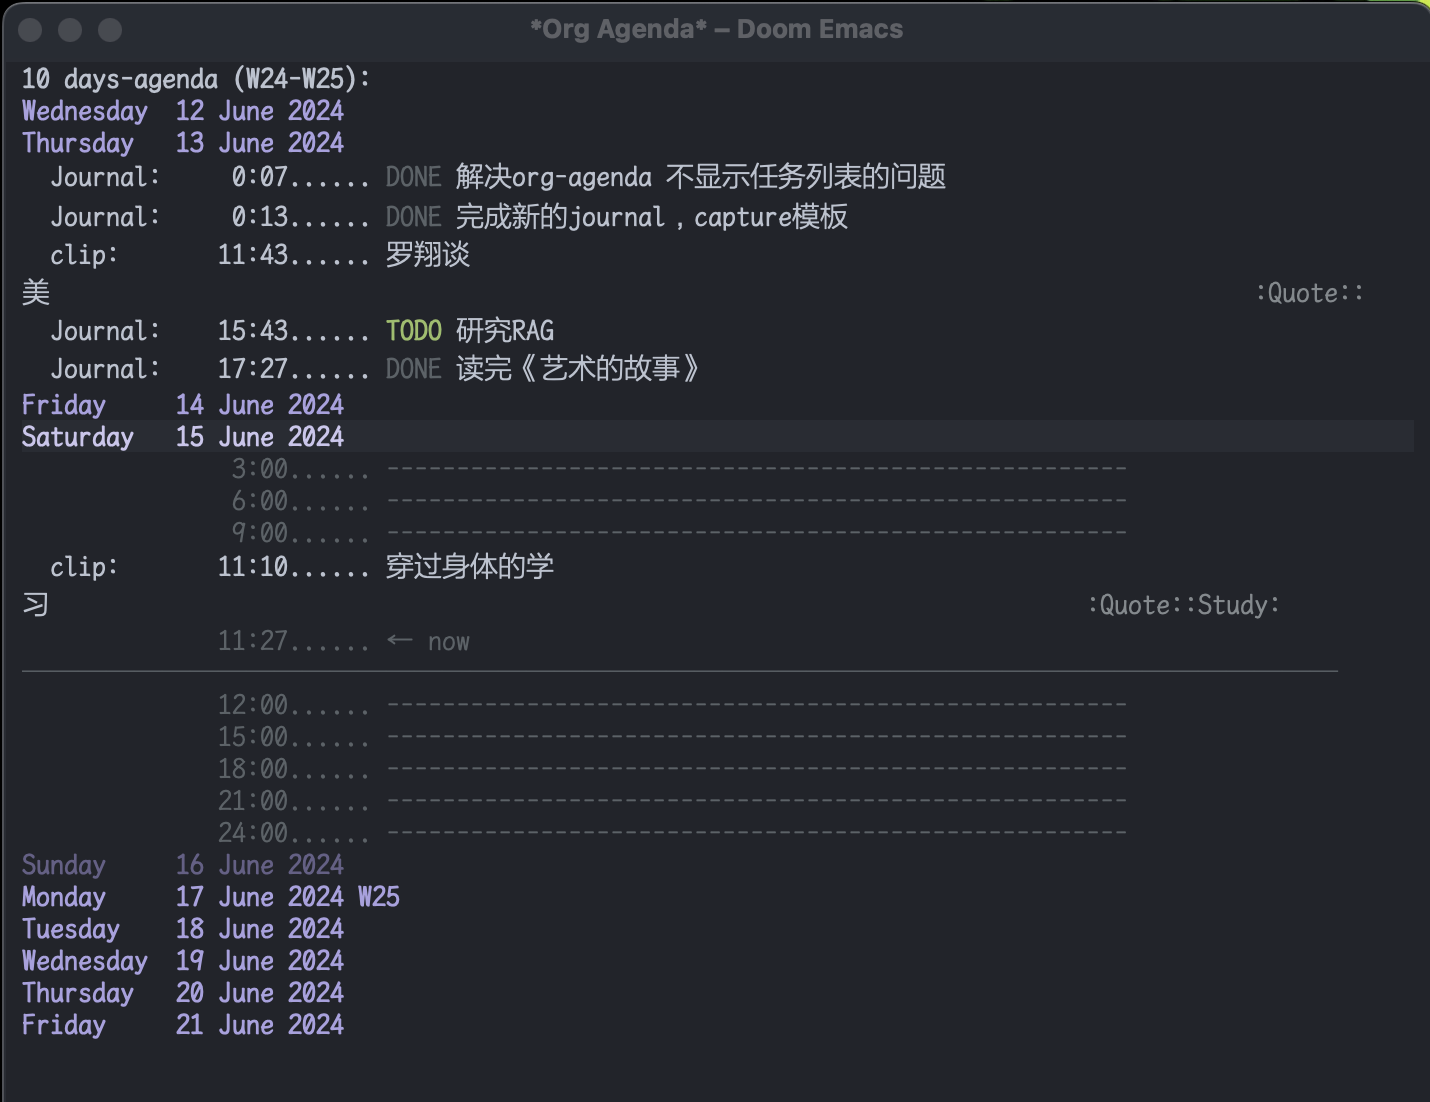 *Org Agenda* – Doom Emacs
10 days-agenda (W24-W25):
Wednesday  12 June 2024
Thursday   13 June 2024
  Journal:     0:07...... DONE 解决org-agenda 不显示任务列表的问题
  Journal:     0:13...... DONE 完成新的journal，capture模板
  clip:       11:43...... 罗翔谈
美 :Quote::
  Journal:    15:43...... TODO 研究RAG
  Journal:    17:27...... DONE 读完《艺术的故事》
Friday     14 June 2024
Saturday   15 June 2024
               3:00...... -----------------------------------------------------
               6:00...... -----------------------------------------------------
               9:00...... -----------------------------------------------------
  clip:       11:10...... 穿过身体的学
习 :Quote::Study:
              11:27...... ← now
              12:00...... -----------------------------------------------------
              15:00...... -----------------------------------------------------
              18:00...... -----------------------------------------------------
              21:00...... -----------------------------------------------------
              24:00...... -----------------------------------------------------
Sunday     16 June 2024
Monday     17 June 2024 W25
Tuesday    18 June 2024
Wednesday  19 June 2024
Thursday   20 June 2024
Friday     21 June 2024